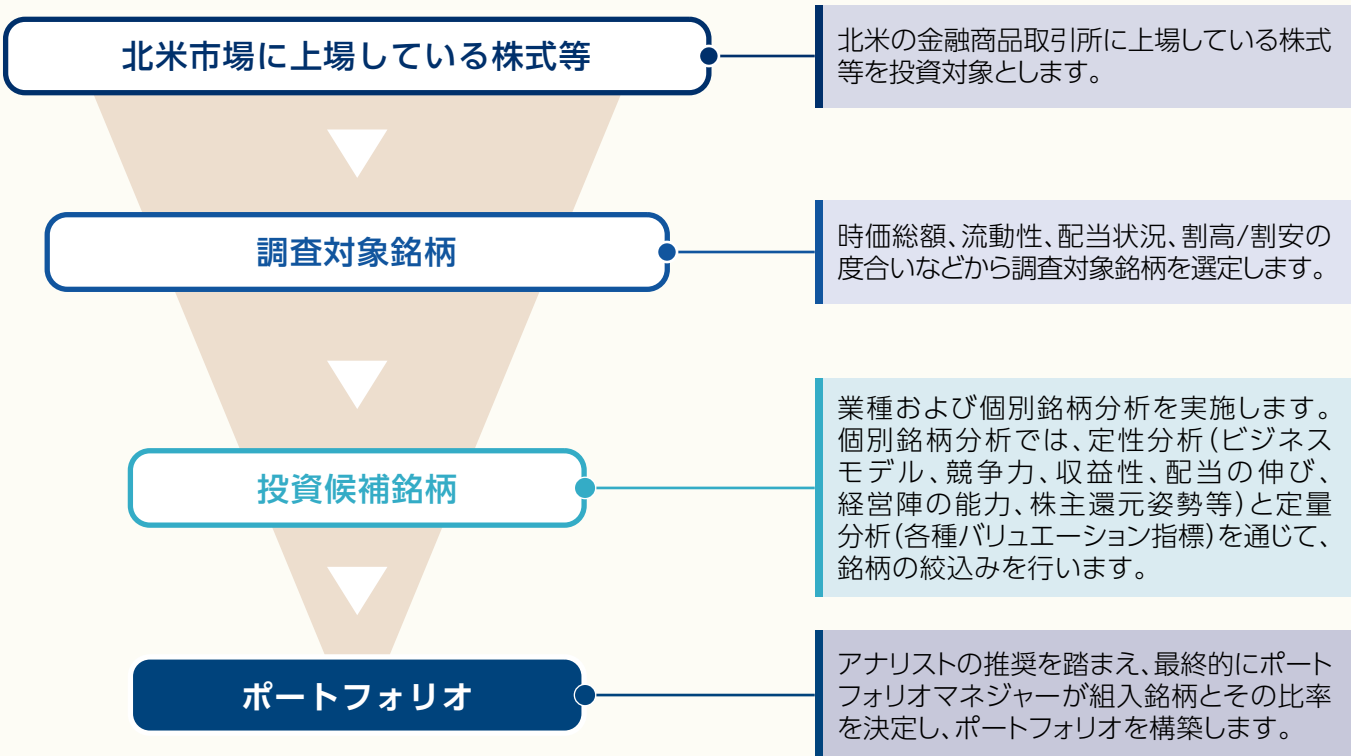 北米市場に上場している株式等
北米の金融商品取引所に上場している株式
等を投資対象とします。
調査対象銘柄
時価総額、流動性、配当状況、割高/割安の
度合いなどから調査対象銘柄を選定します。
投資候補銘柄
業種および個別銘柄分析を実施します。
個別銘柄分析では、定性分析(ビジネス
モデル、競争力、収益性、配当の伸び、
経営陣の能力、株主還元姿勢等)と定量
分析(各種バリュエーション指標)を通じて、
銘柄の絞込みを行います。
ポートフォリオ
アナリストの推奨を踏まえ、最終的にポート
フォリオマネジャーが組入銘柄とその比率
を決定し、ポートフォリオを構築します。